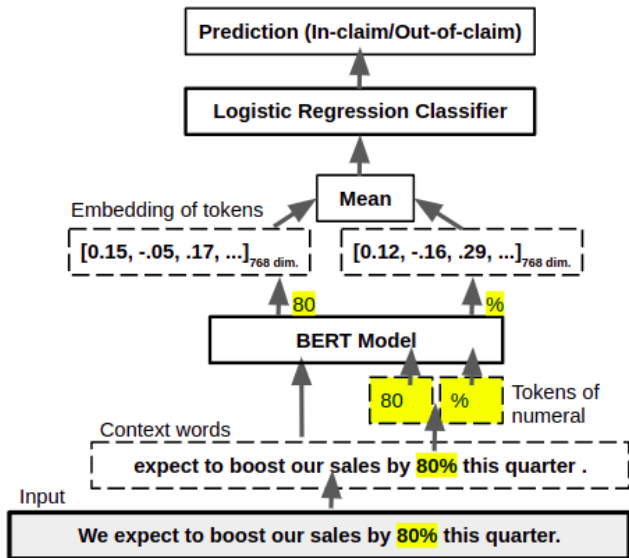 Prediction (In-claim/Out-of-claim)
Logistic Regression Classifier
Mean
Embedding of tokens
[0.15, -.05, .17, ...]768 dim.
[0.12, -.16, .29, ...]768 dim.
80
%
BERT Model
80
%
Tokens of
numeral
Context words
expect to boost our sales by 80% this quarter .
Input
We expect to boost our sales by 80% this quarter.